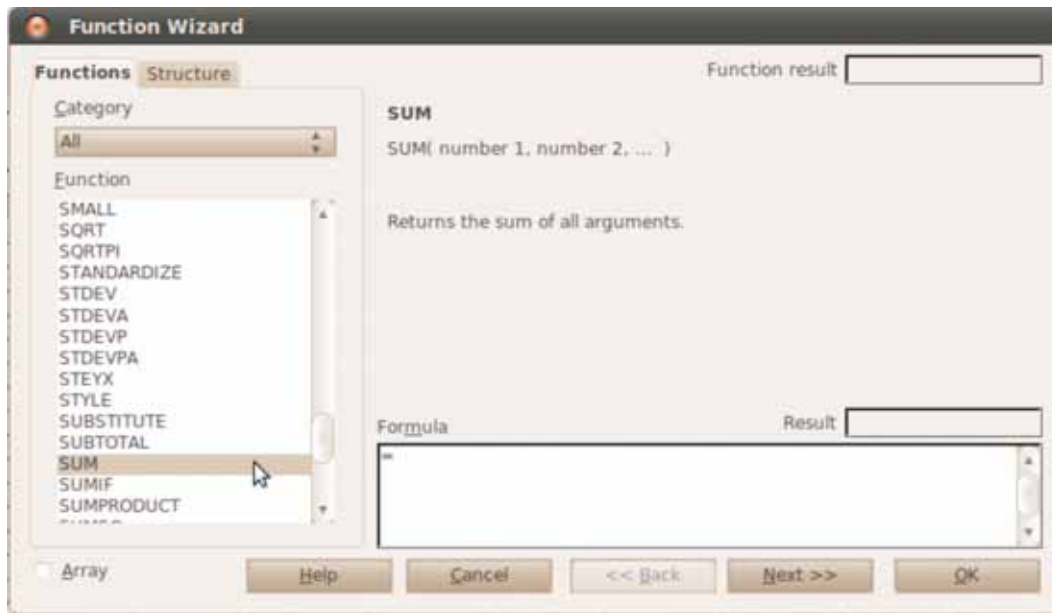 Function Wizard
Functions Structure
Function result
Category
All
Function
SMALL
SQRT
SQRTPI
STANDARDIZE
STDEV
STDEVA
STDEVP
STDEVPA
STEYX
STYLE
SUBSTITUTE
SUBTOTAL
SUM
SUMIF
SUMPRODUCT
SUM
SUM( number 1, number 2, ... )
Returns the sum of all arguments.
Formula
Result
=
Array
Help
Cancel
<< Back
Next >>
OK